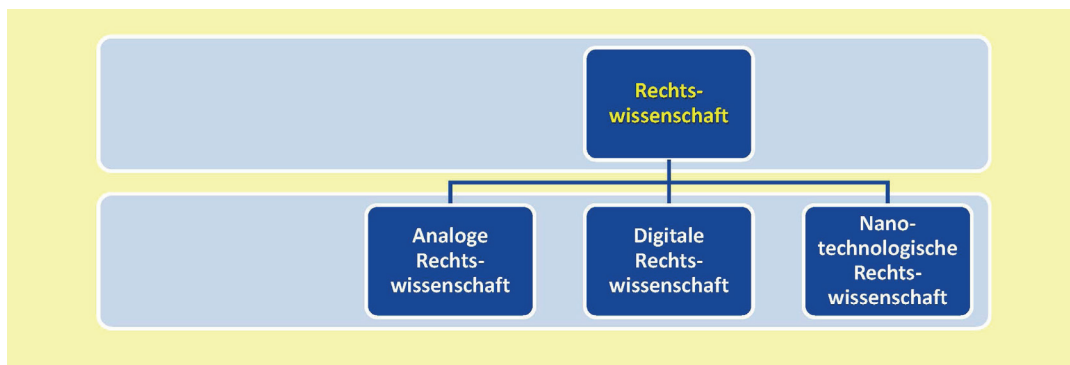 Rechts-
wissenschaft
Analoge
Rechts-
wissenschaft
Digitale
Rechts-
wissenschaft
Nano-
technologische
Rechts-
wissenschaft